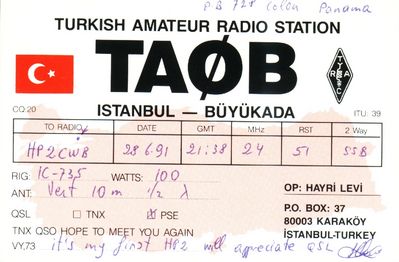 P.B 728 Colon Panama
TURKISH AMATEUR RADIO STATION
TAØB
TRAC
CQ 20
ISTANBUL — BÜYÜKADA
ITU: 39
TO RADIO DATE GMT MHz RST 2 Way
HP2CWB 28 6.91 21:38 24 51 SSB
RIG: IC-735 WATTS: 100
ANT: Vert 10m 1/2 λ
OP: HAYRİ LEVİ
QSL □ TNX ☑ PSE
P.O. BOX: 37
TNX QSO HOPE TO MEET YOU AGAIN
80003 KARAKÖY
VY,73 it's my first HP2 will appreciate QSL
İSTANBUL-TURKEY